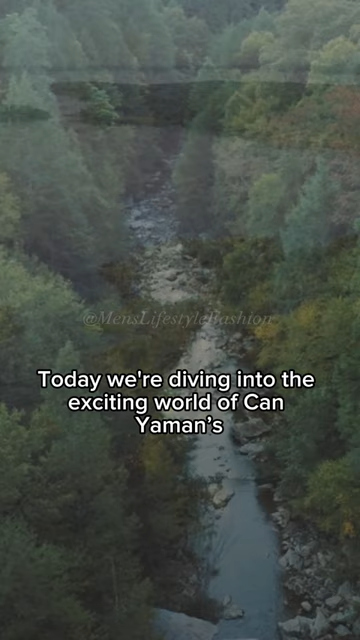 @MensLifestyleFashion
Today we're diving into the
exciting world of Can
Yaman’s